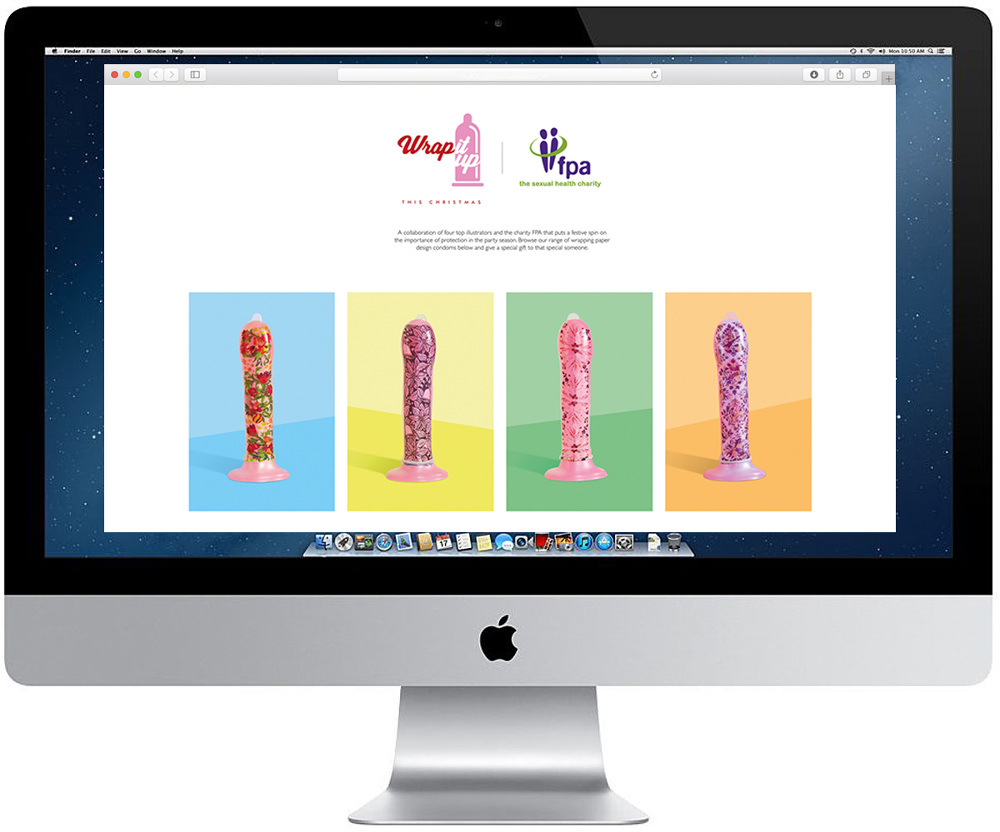 Finder File Edit View Go Window Help
Mon 10:50 AM
Wrap it
up
fpa
THIS CHRISTMAS
the sexual health charity
A collaboration of four top illustrators and the charity FPA that puts a festive spin on
the importance of protection in the party season. Browse our range of wrapping paper
design condoms below and give a special gift to that special someone.
17